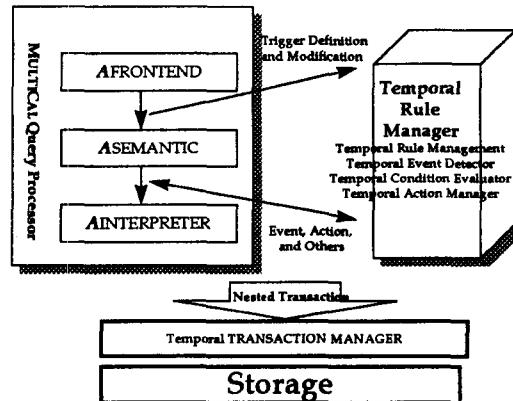 MULTICAL Query Processor
AFRONTEND
ASEMANTIC
AINTERPRETER
Trigger Definition
and Modification
Event, Action,
and Others
Temporal
Rule
Manager
Temporal Rule Management
Temporal Event Detector
Temporal Condition Evaluator
Temporal Action Manager
Nested Transaction
Temporal TRANSACTION MANAGER
Storage